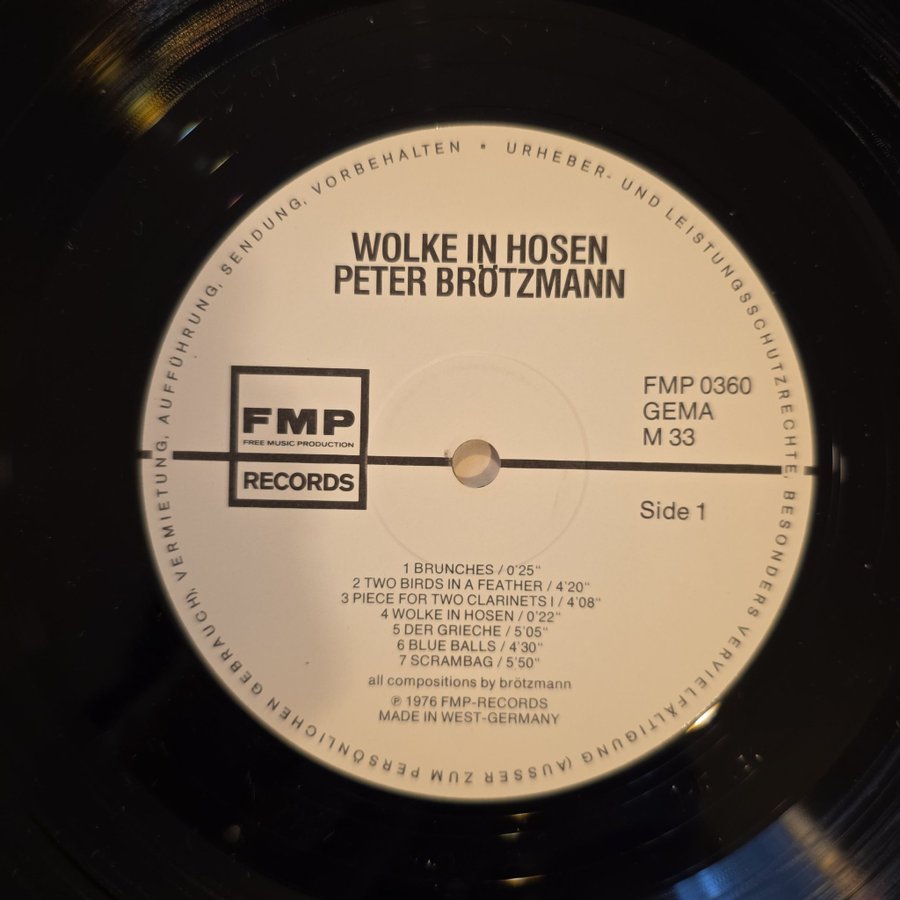 URHEBER- UND LEISTUNGSSCHUTZRECHTE, BESONDERS VERVIELFÄLTIGUNG (AUSSER ZUM PERSÖNLICHEN GEBRAUCH), VERMIETUNG, AUFFÜHRUNG, SENDUNG, VORBEHALTEN •
WOLKE IN HOSEN
PETER BRÖTZMANN
FMP
FREE MUSIC PRODUCTION
RECORDS
FMP 0360
GEMA
M 33
Side 1
1 BRUNCHES / 0'25"
2 TWO BIRDS IN A FEATHER / 4'20"
3 PIECE FOR TWO CLARINETS I / 4'08"
4 WOLKE IN HOSEN / 0'22"
5 DER GRIECHE / 5'05"
6 BLUE BALLS / 4'30"
7 SCRAMBAG / 5'50"
all compositions by brötzmann
℗ 1976 FMP-RECORDS
MADE IN WEST-GERMANY